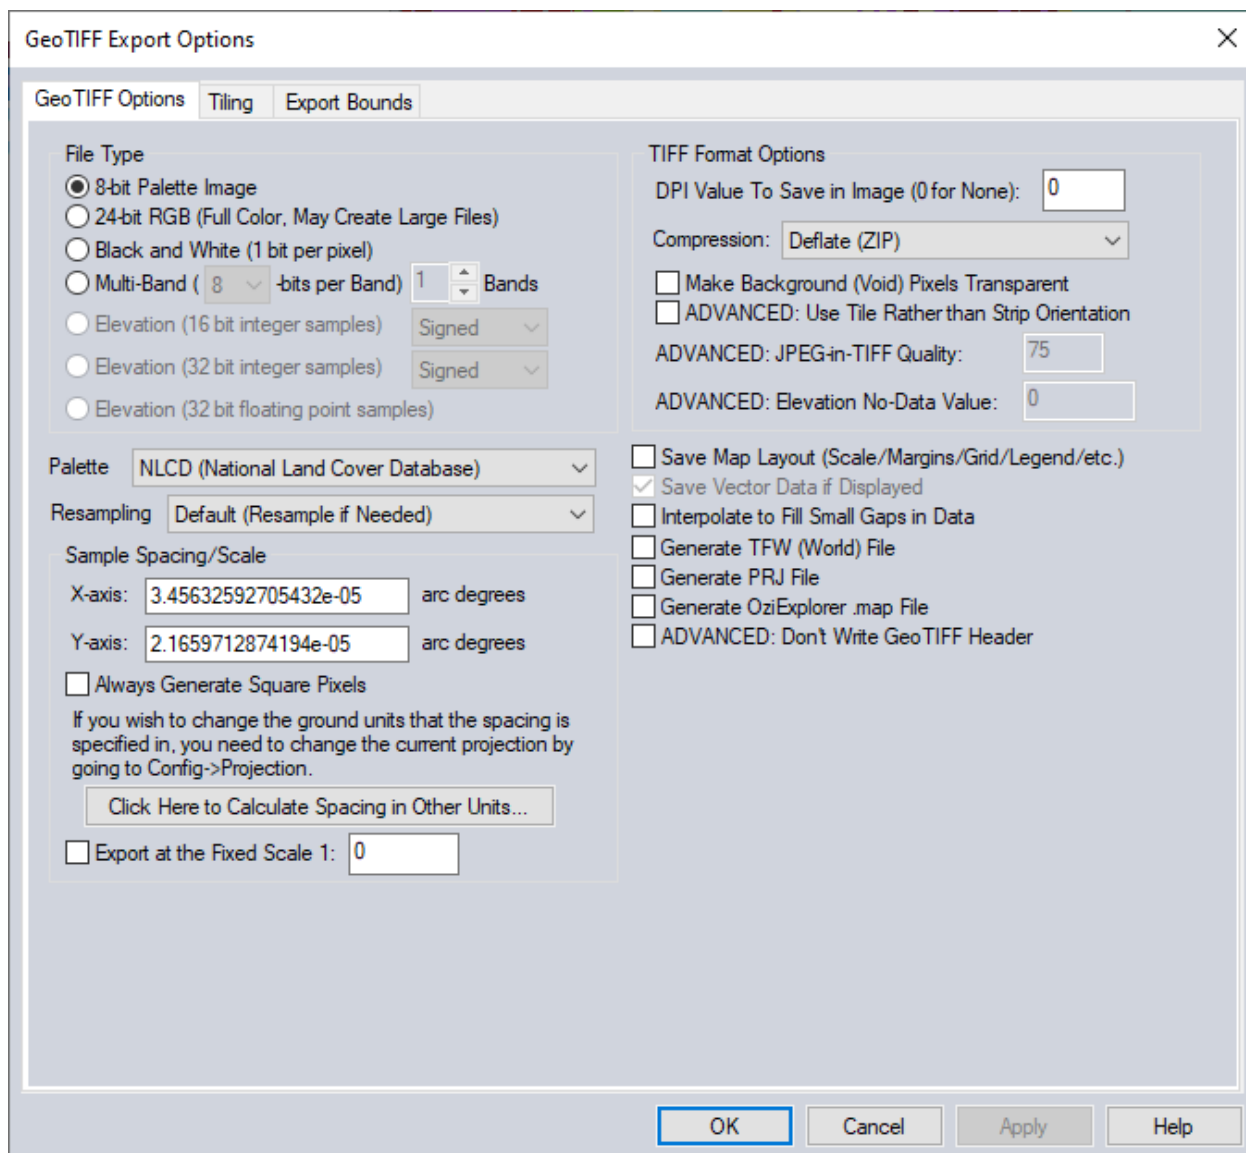 GeoTIFF Export Options
GeoTIFF Options
Tiling
Export Bounds
File Type
8-bit Palette Image
24-bit RGB (Full Color, May Create Large Files)
Black and White (1 bit per pixel)
Multi-Band ( 8 -bits per Band) 1 Bands
Elevation (16 bit integer samples) Signed
Elevation (32 bit integer samples) Signed
Elevation (32 bit floating point samples)
Palette NLCD (National Land Cover Database)
Resampling Default (Resample if Needed)
Sample Spacing/Scale
X-axis: 3.45632592705432e-05 arc degrees
Y-axis: 2.1659712874194e-05 arc degrees
Always Generate Square Pixels
If you wish to change the ground units that the spacing is
specified in, you need to change the current projection by
going to Config->Projection.
Click Here to Calculate Spacing in Other Units...
Export at the Fixed Scale 1: 0
TIFF Format Options
DPI Value To Save in Image (0 for None): 0
Compression: Deflate (ZIP)
Make Background (Void) Pixels Transparent
ADVANCED: Use Tile Rather than Strip Orientation
ADVANCED: JPEG-in-TIFF Quality: 75
ADVANCED: Elevation No-Data Value: 0
Save Map Layout (Scale/Margins/Grid/Legend/etc.)
Save Vector Data if Displayed
Interpolate to Fill Small Gaps in Data
Generate TFW (World) File
Generate PRJ File
Generate OziExplorer .map File
ADVANCED: Don't Write GeoTIFF Header
OK
Cancel
Apply
Help